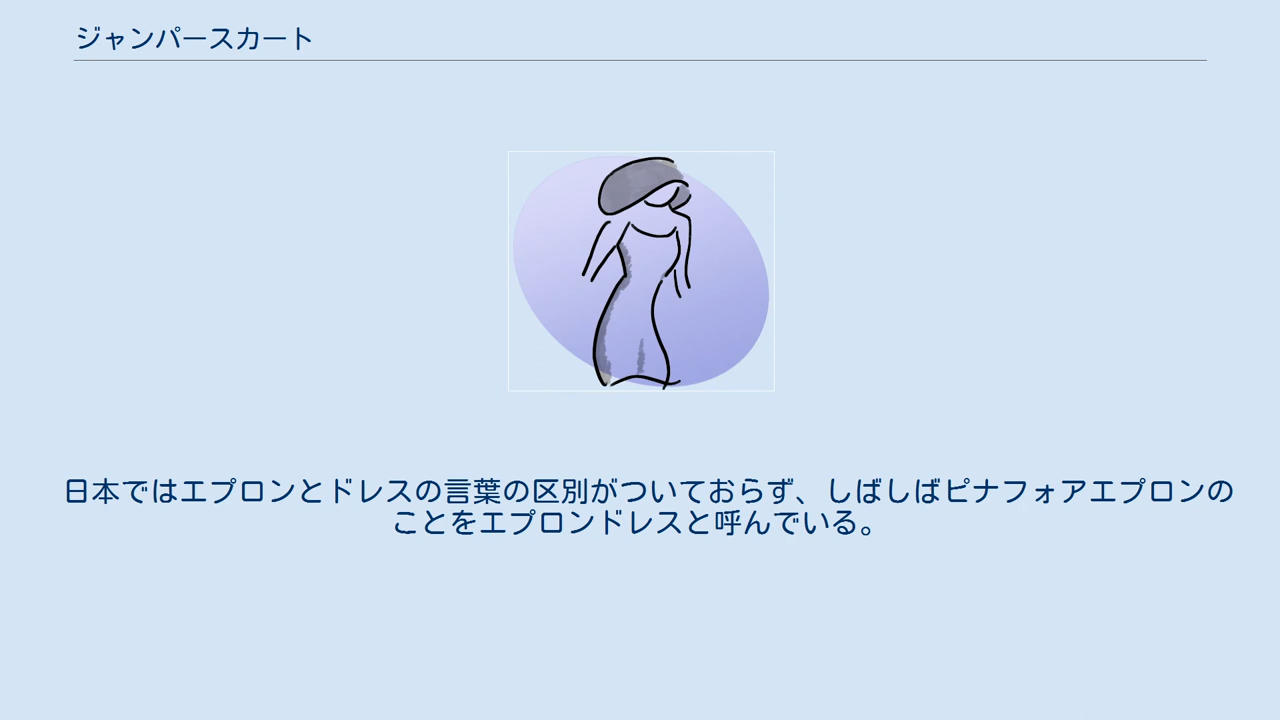 ジャンパースカート
日本ではエプロンとドレスの言葉の区別がついておらず、しばしばピナフォアエプロンの
ことをエプロンドレスと呼んでいる。